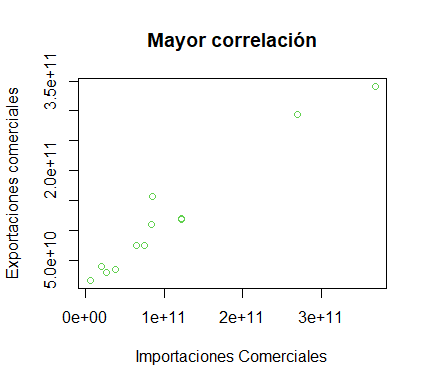 Mayor correlación
Exportaciones comerciales
3.5e+11
2.0e+11
5.0e+10
0e+00 1e+11 2e+11 3e+11
Importaciones Comerciales